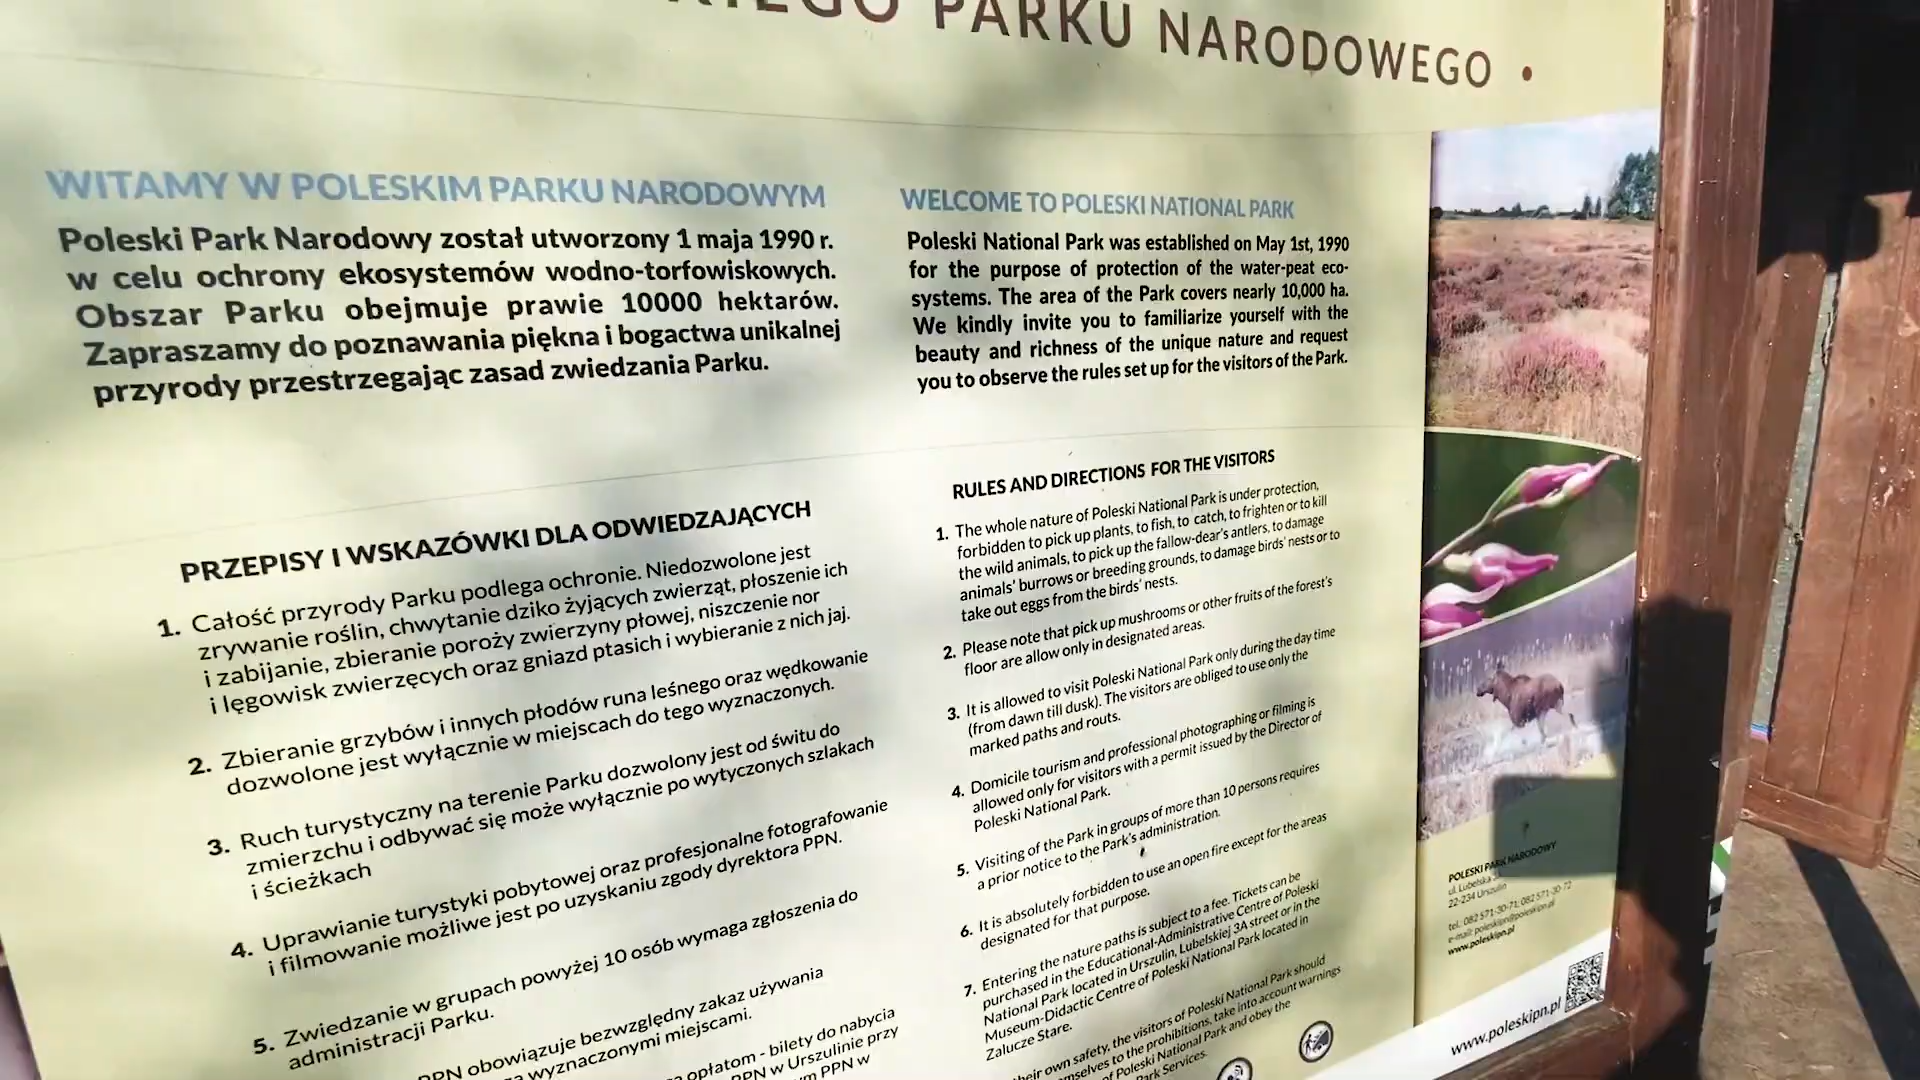 PARKU NARODOWEGO •
WITAMY W POLESKIM PARKU NARODOWYM
Poleski Park Narodowy został utworzony 1 maja 1990 r.
w celu ochrony ekosystemów wodno-torfowiskowych.
Obszar Parku obejmuje prawie 10000 hektarów.
Zapraszamy do poznawania piękna i bogactwa unikalnej
przyrody przestrzegając zasad zwiedzania Parku.
PRZEPISY I WSKAZÓWKI DLA ODWIEDZAJĄCYCH
1. Całość przyrody Parku podlega ochronie. Niedozwolone jest
zrywanie roślin, chwytanie dziko żyjących zwierząt, płoszenie ich
i zabijanie, zbieranie poroży zwierzyny płowej, niszczenie nor
i lęgowisk zwierzęcych oraz gniazd ptasich i wybieranie z nich jaj.
2. Zbieranie grzybów i innych płodów runa leśnego oraz wędkowanie
dozwolone jest wyłącznie w miejscach do tego wyznaczonych.
3. Ruch turystyczny na terenie Parku dozwolony jest od świtu do
zmierzchu i odbywać się może wyłącznie po wytyczonych szlakach
i ścieżkach
4. Uprawianie turystyki pobytowej oraz profesjonalne fotografowanie
i filmowanie możliwe jest po uzyskaniu zgody dyrektora PPN.
5. Zwiedzanie w grupach powyżej 10 osób wymaga zgłoszenia do
administracji Parku.
PPN obowiązuje bezwzględny zakaz używania
wyznaczonymi miejscami.
opłatom - bilety do nabycia
PPN w Urszulinie przy
PPN w
WELCOME TO POLESKI NATIONAL PARK
Poleski National Park was established on May 1st, 1990
for the purpose of protection of the water-peat eco-
systems. The area of the Park covers nearly 10,000 ha.
We kindly invite you to familiarize yourself with the
beauty and richness of the unique nature and request
you to observe the rules set up for the visitors of the Park.
RULES AND DIRECTIONS FOR THE VISITORS
1. The whole nature of Poleski National Park is under protection,
forbidden to pick up plants, to fish, to catch, to frighten or to kill
the wild animals, to pick up the fallow-dear's antlers, to damage
animals' burrows or breeding grounds, to damage birds' nests or to
take out eggs from the birds' nests.
2. Please note that pick up mushrooms or other fruits of the forest's
floor are allow only in designated areas.
3. It is allowed to visit Poleski National Park only during the day time
(from dawn till dusk). The visitors are obliged to use only the
marked paths and routs.
4. Domicile tourism and professional photographing or filming is
allowed only for visitors with a permit issued by the Director of
Poleski National Park.
5. Visiting of the Park in groups of more than 10 persons requires
a prior notice to the Park's administration.
6. It is absolutely forbidden to use an open fire except for the areas
designated for that purpose.
7. Entering the nature paths is subject to a fee. Tickets can be
purchased in the Educational-Administrative Centre of Poleski
National Park located in Urszulin, Lubelskiej 3A street or in the
Museum-Didactic Centre of Poleski National Park located in
Zalucze Stare.
their own safety, the visitors of Poleski National Park should
themselves to the prohibitions, take into account warnings
of Poleski National Park and obey the
Park Services.
POLESKI PARK NARODOWY
ul. Lubelska
22-234 Urszulin
tel. 082 571-30-71; 082 571-30-72
e-mail: poleskipn@poleskipn.pl
www.poleskipn.pl
www.poleskipn.pl